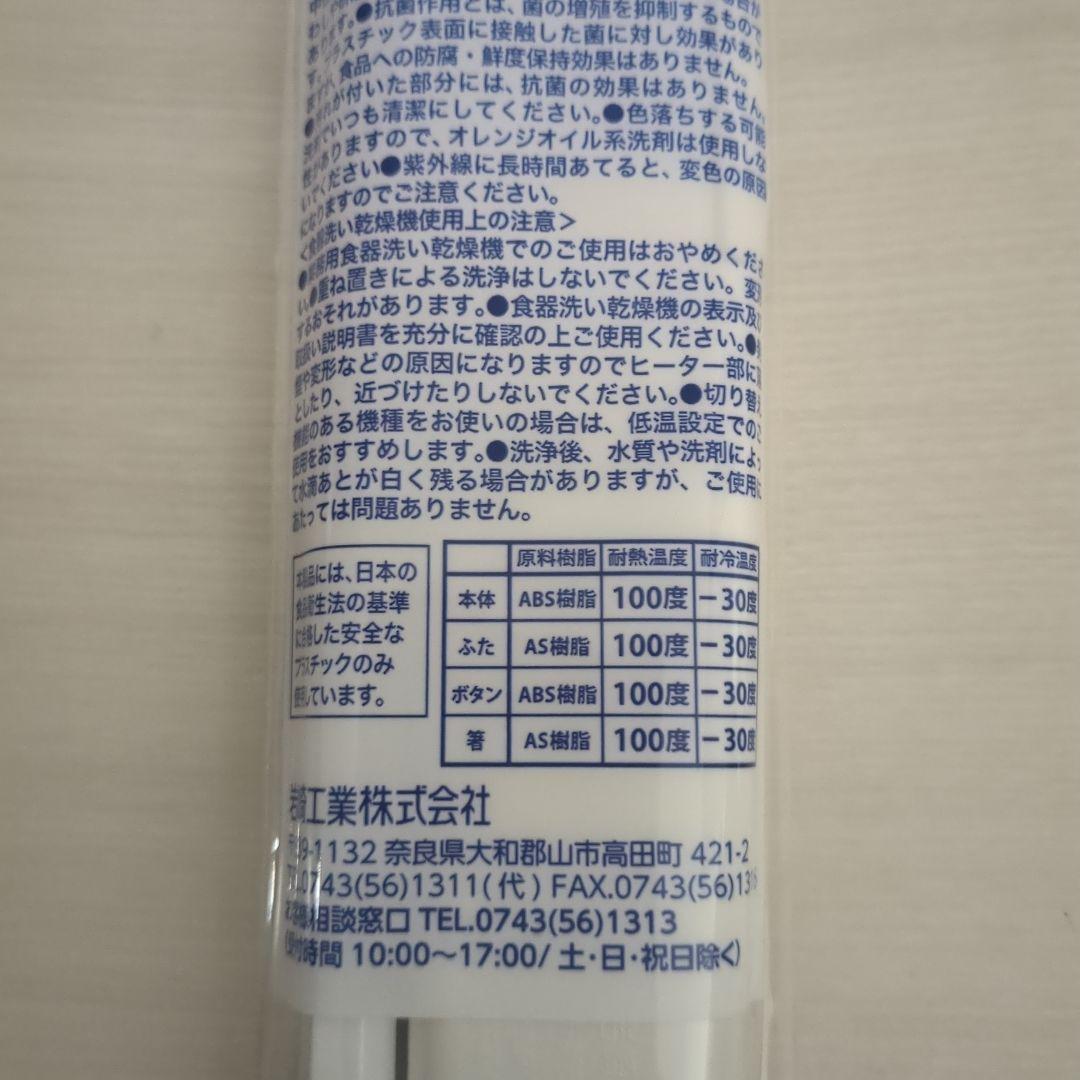 わ す。●抗菌作用とは、菌の増殖を抑制するもので
あ プラスチック表面に接触した菌に対し効果があり
ますが、食品への防腐・鮮度保持効果はありません。
● れが付いた部分には、抗菌の効果はありません。
でいつも清潔にしてください。●色落ちする可能
性がありますので、オレンジオイル系洗剤は使用しな
いでください●紫外線に長時間あてると、変色の原因
になりますのでご注意ください。
<食器洗い乾燥機使用上の注意>
●業務用食器洗い乾燥機でのご使用はおやめくださ
い。●重ね置きによる洗浄はしないでください。変形
するおそれがあります。●食器洗い乾燥機の表示及び
取扱い説明書を充分に確認の上ご使用ください。●
や変形などの原因になりますのでヒーター部に
としたり、近づけたりしないでください。●切り替え
機能のある機種をお使いの場合は、低温設定でのご
使用をおすすめします。●洗浄後、水質や洗剤によっ
て水滴あとが白く残る場合がありますが、ご使用に
あたっては問題ありません。
本製品には、日本の
食品衛生法の基準
に合格した安全な
プラスチックのみ
使用しています。
原料樹脂 耐熱温度 耐冷温度
本体 ABS樹脂 100度 －30度
ふた AS樹脂 100度 －30度
ボタン ABS樹脂 100度 －30度
箸 AS樹脂 100度 －30度
岩崎工業株式会社
9-1132 奈良県大和郡山市高田町 421-2
TEL.0743(56)1311(代) FAX.0743(56)13
お客様相談窓口 TEL.0743(56)1313
(受付時間 10:00～17:00/ 土・日・祝日除く)